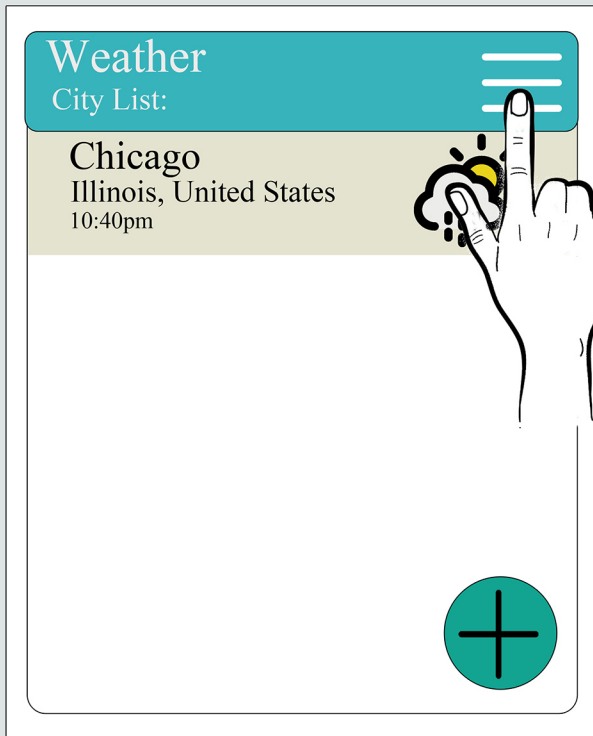 Weather
City List:
Chicago
Illinois, United States
10:40pm